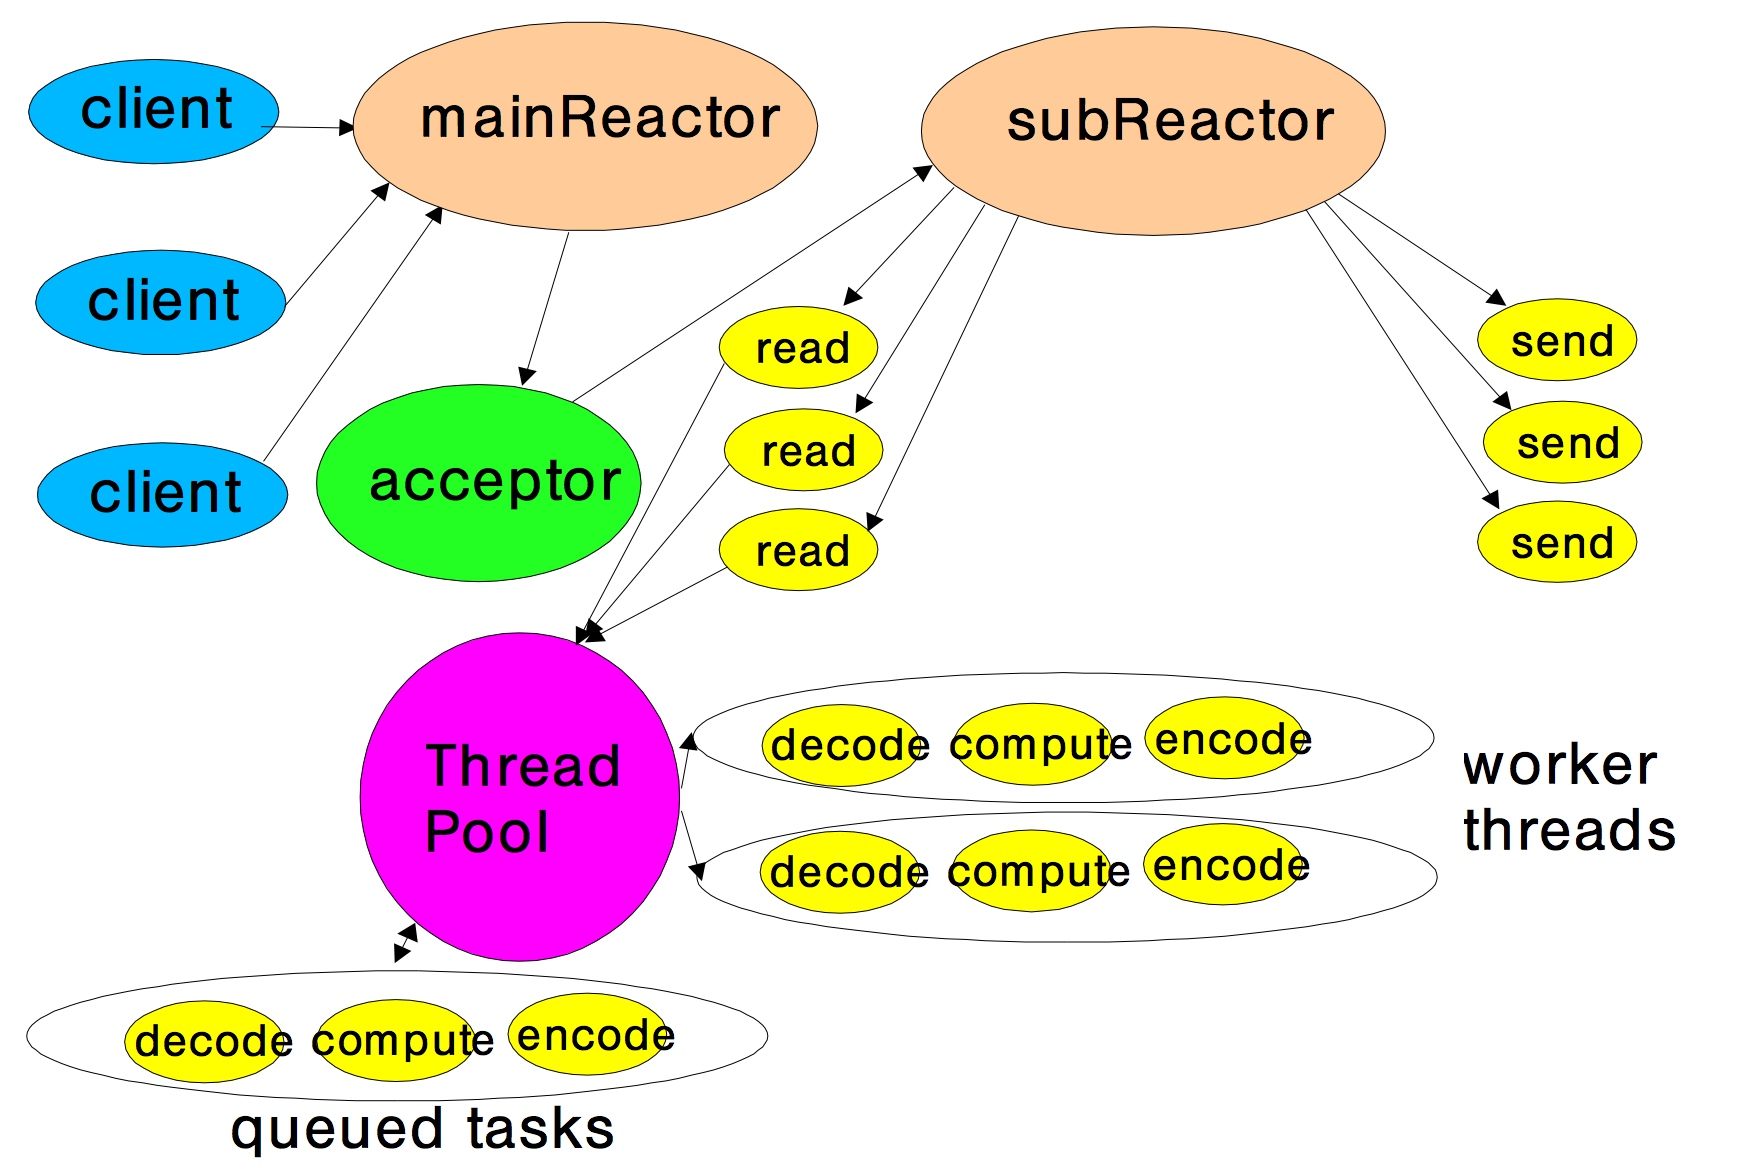 client
mainReactor
subReactor
client
client
acceptor
read
read
read
send
send
send
Thread
Pool
decode compute encode
decode compute encode
worker
threads
decode compute encode
queued tasks